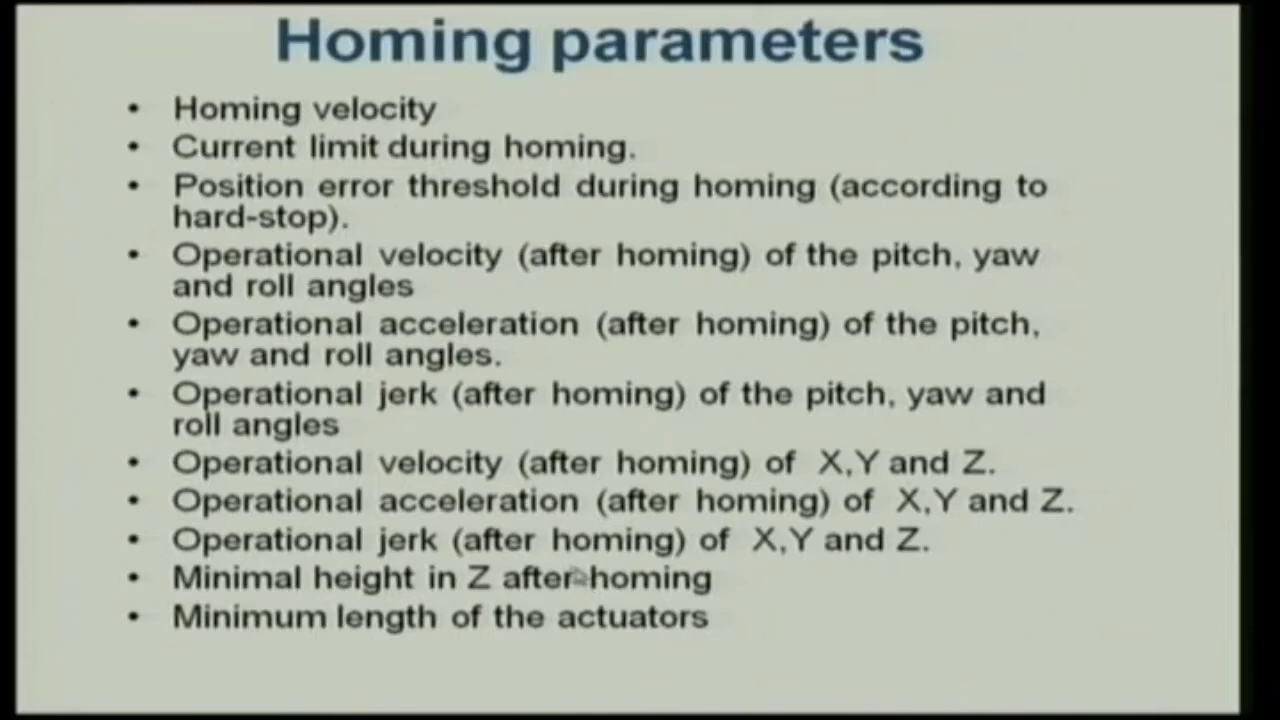 Homing parameters
• Homing velocity
• Current limit during homing.
• Position error threshold during homing (according to
hard-stop).
• Operational velocity (after homing) of the pitch, yaw
and roll angles
• Operational acceleration (after homing) of the pitch,
yaw and roll angles.
• Operational jerk (after homing) of the pitch, yaw and
roll angles
• Operational velocity (after homing) of X,Y and Z.
• Operational acceleration (after homing) of X,Y and Z.
• Operational jerk (after homing) of X,Y and Z.
• Minimal height in Z after homing
• Minimum length of the actuators